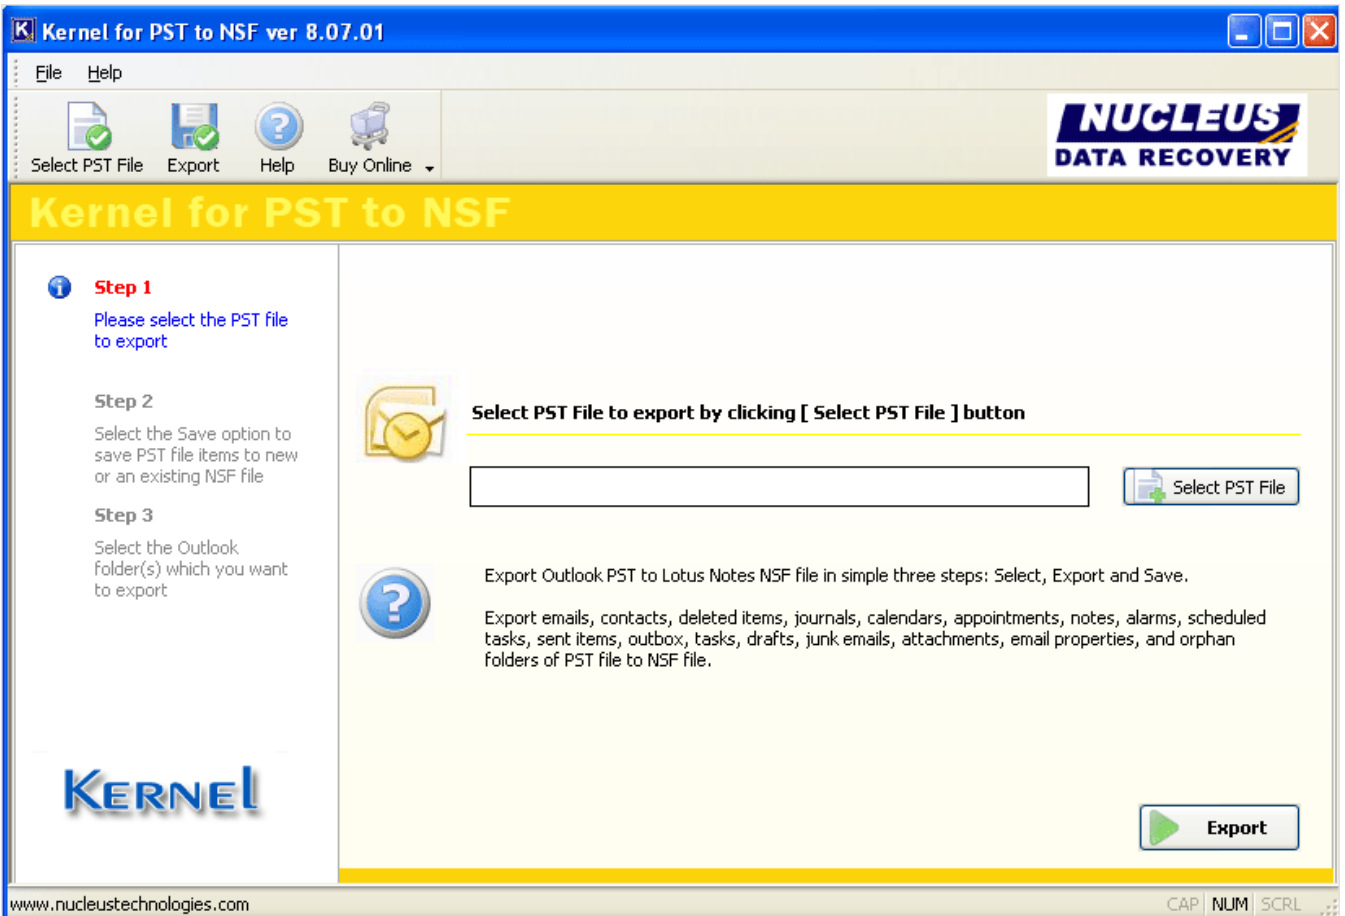 Kernel for PST to NSF ver 8.07.01
File Help
Select PST File Export Help Buy Online
NUCLEUS
DATA RECOVERY
Kernel for PST to NSF
Step 1
Please select the PST file
to export
Step 2
Select the Save option to
save PST file items to new
or an existing NSF file
Step 3
Select the Outlook
folder(s) which you want
to export
KERNEl
Select PST File to export by clicking [ Select PST File ] button
Select PST File
Export Outlook PST to Lotus Notes NSF file in simple three steps: Select, Export and Save.
Export emails, contacts, deleted items, journals, calendars, appointments, notes, alarms, scheduled
tasks, sent items, outbox, tasks, drafts, junk emails, attachments, email properties, and orphan
folders of PST file to NSF file.
Export
www.nucleustechnologies.com
CAP NUM SCRL